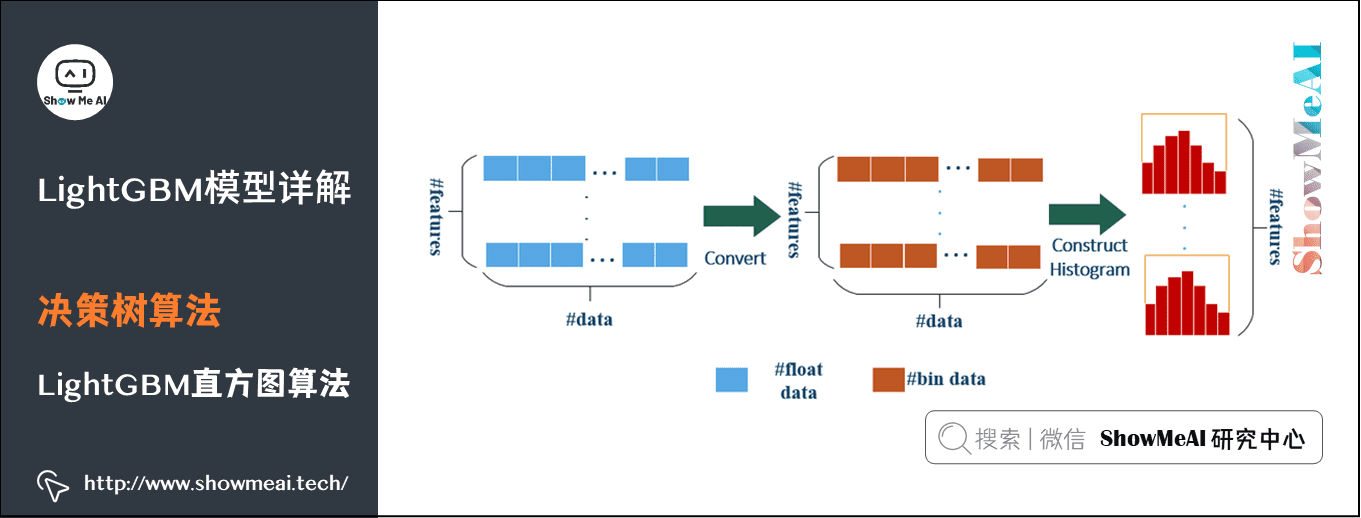 Show Me AI
LightGBM模型详解
决策树算法
LightGBM直方图算法
http://www.showmeai.tech/
#features
#data
Convert
#features
#data
Construct
Histogram
#features
#float
data
#bin data
ShowMeAI
搜索 | 微信 ShowMeAI 研究中心